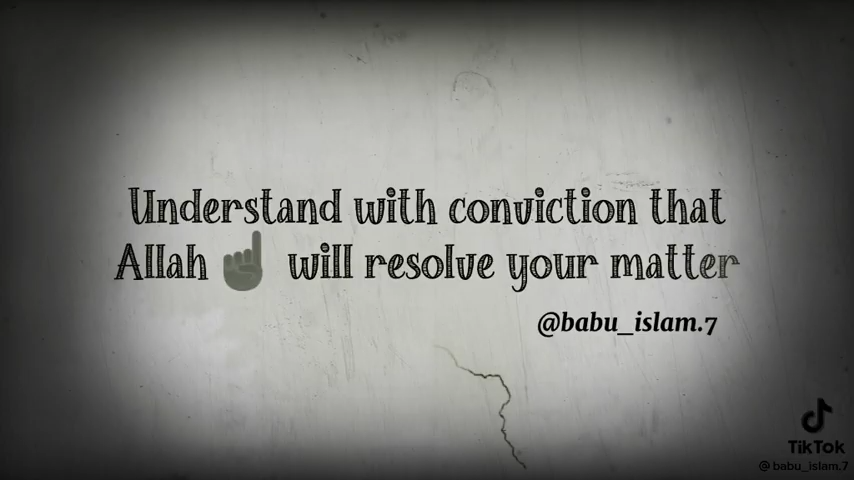 Understand with conviction that
Allah ☝ will resolve your matter
@babu_islam.7
TikTok
@babu_islam.7